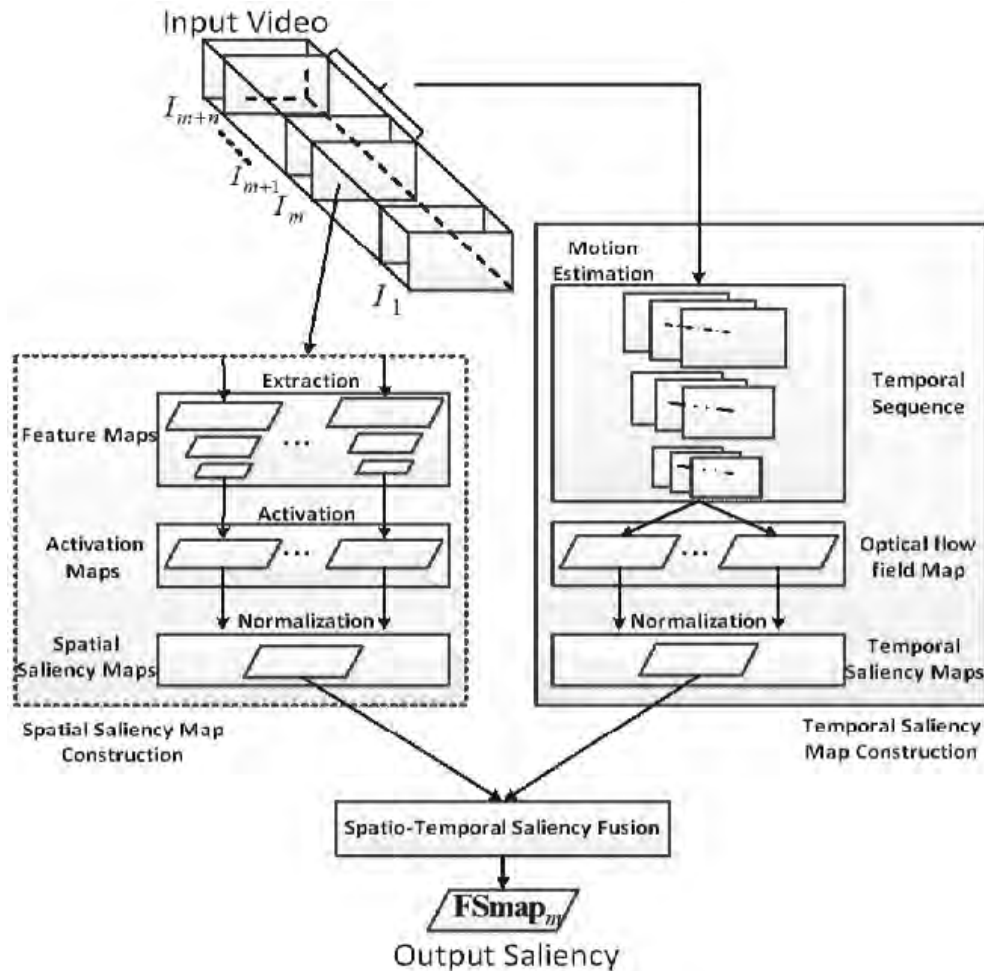 Input Video
I_{m+n}
I_{m+1}
I_m
I_1
Extraction
Feature Maps
...
Activation
Activation
Maps
...
Normalization
Spatial
Saliency Maps
Spatial Saliency Map
Construction
Motion
Estimation
Temporal
Sequence
Optical flow
field Map
...
Normalization
Temporal
Saliency Maps
Temporal Saliency
Map Construction
Spatio-Temporal Saliency Fusion
FSmap_m
Output Saliency